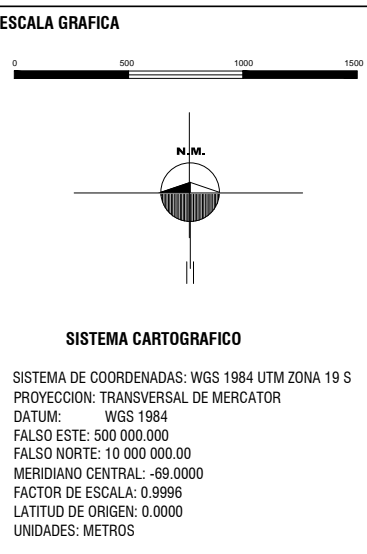 ESCALA GRAFICA
0 500 1000 1500
N.M.
SISTEMA CARTOGRAFICO
SISTEMA DE COORDENADAS: WGS 1984 UTM ZONA 19 S
PROYECCION: TRANSVERSAL DE MERCATOR
DATUM: WGS 1984
FALSO ESTE: 500 000.000
FALSO NORTE: 10 000 000.00
MERIDIANO CENTRAL: -69.0000
FACTOR DE ESCALA: 0.9996
LATITUD DE ORIGEN: 0.0000
UNIDADES: METROS